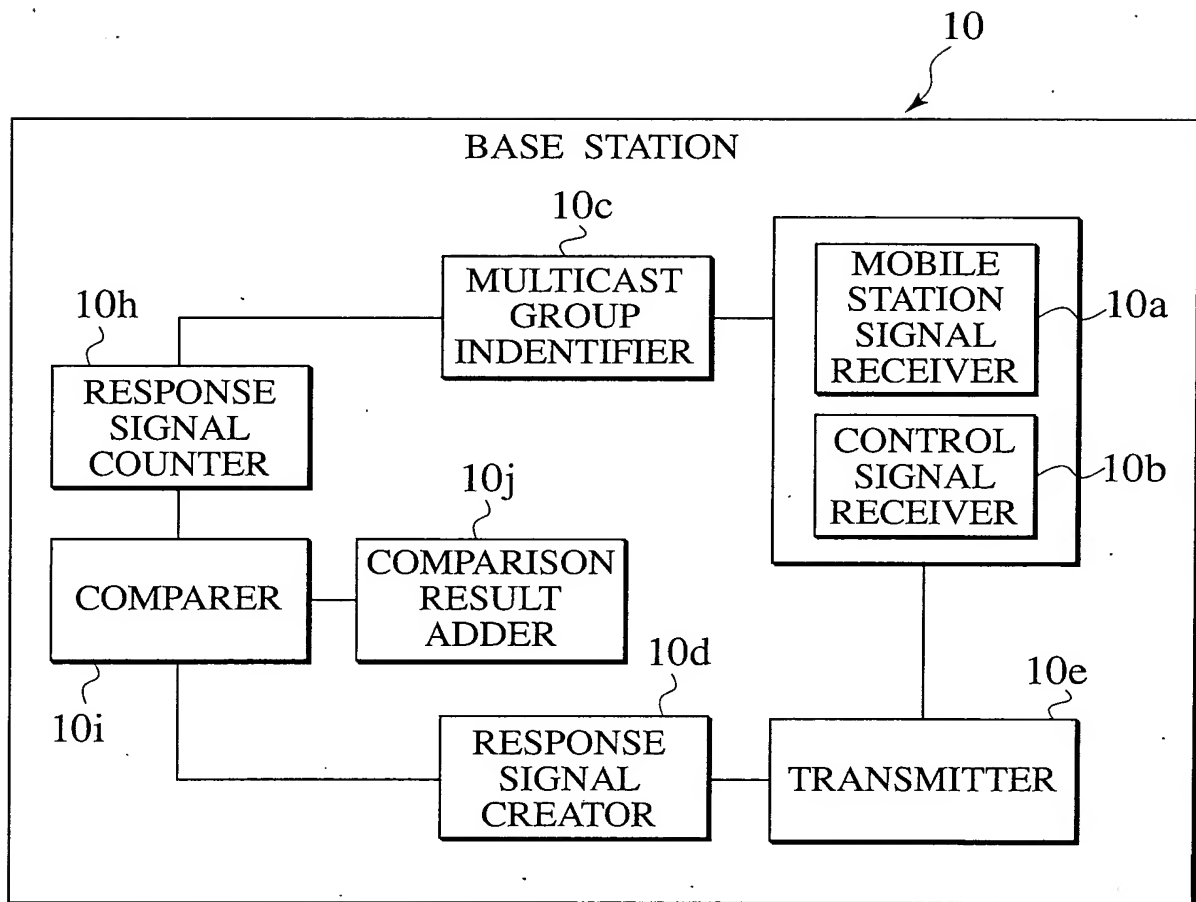 10
BASE STATION
10c
MULTICAST
GROUP
INDENTIFIER
MOBILE
STATION
SIGNAL
RECEIVER
10a
10h
RESPONSE
SIGNAL
COUNTER
CONTROL
SIGNAL
RECEIVER
10b
10j
COMPARER
COMPARISON
RESULT
ADDER
10i
10d
10e
RESPONSE
SIGNAL
CREATOR
TRANSMITTER